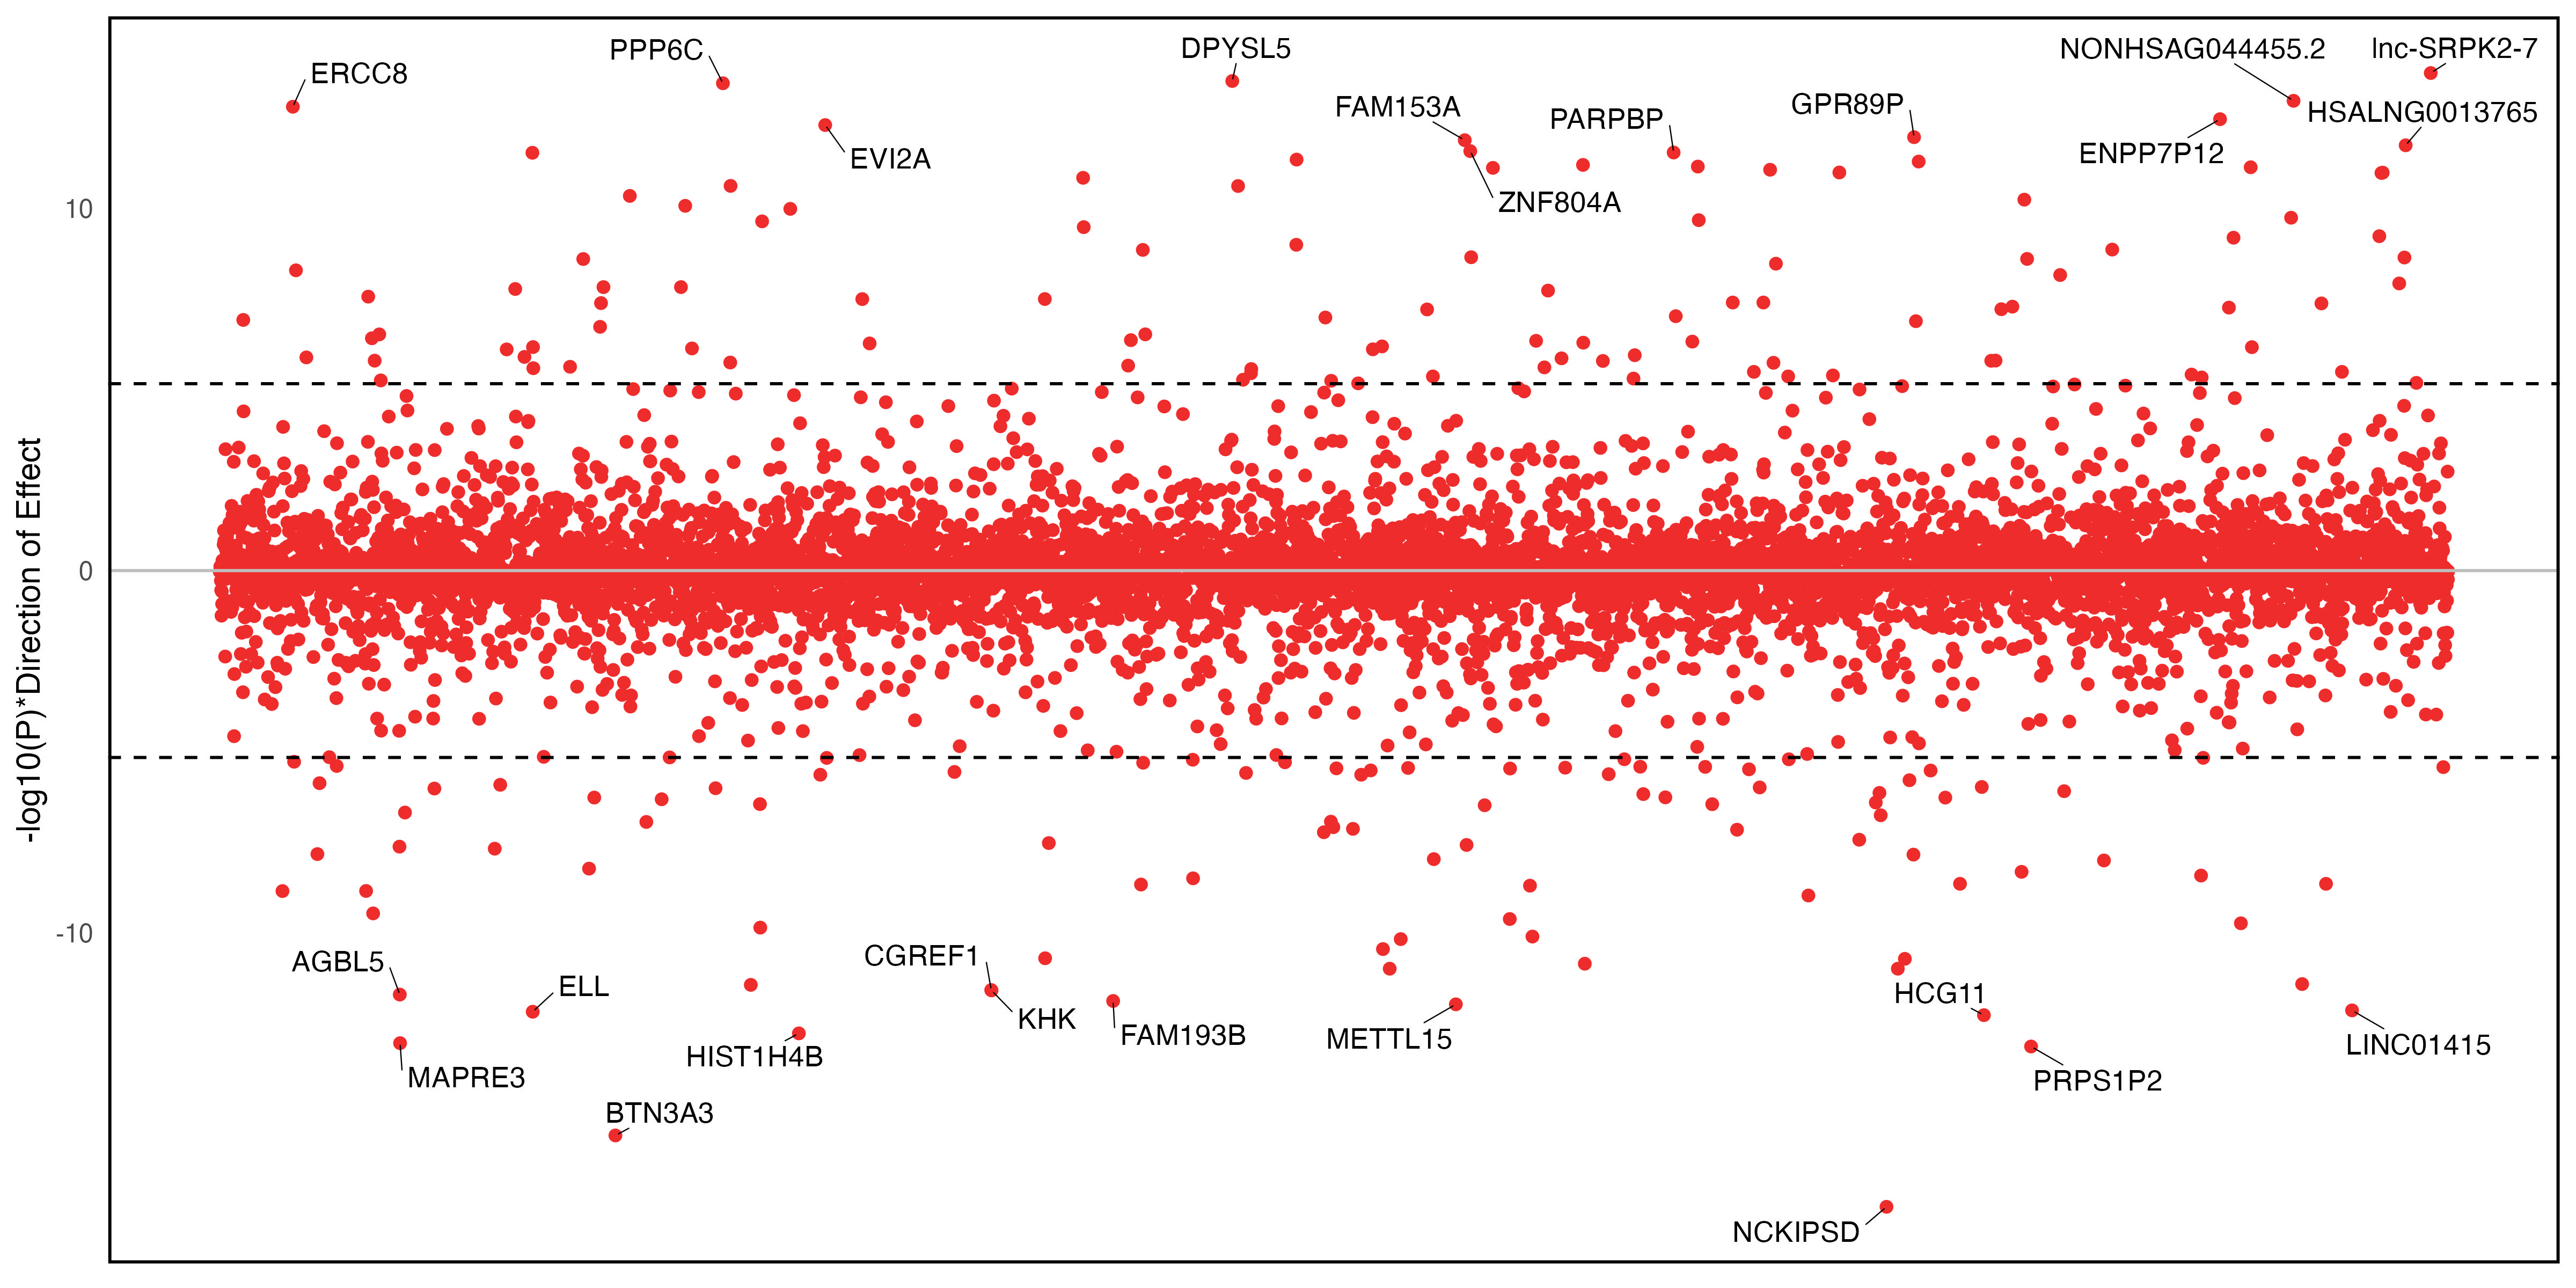 PPP6C
DPYSL5
NONHSAG044455.2
lnc-SRPK2-7
ERCC8
FAM153A
PARPBP
GPR89P
HSALNG0013765
EVI2A
ENPP7P12
ZNF804A
10
0
-10
-log10(P)*Direction of Effect
AGBL5
ELL
CGREF1
HCG11
KHK
FAM193B
METTL15
LINC01415
HIST1H4B
MAPRE3
PRPS1P2
BTN3A3
NCKIPSD